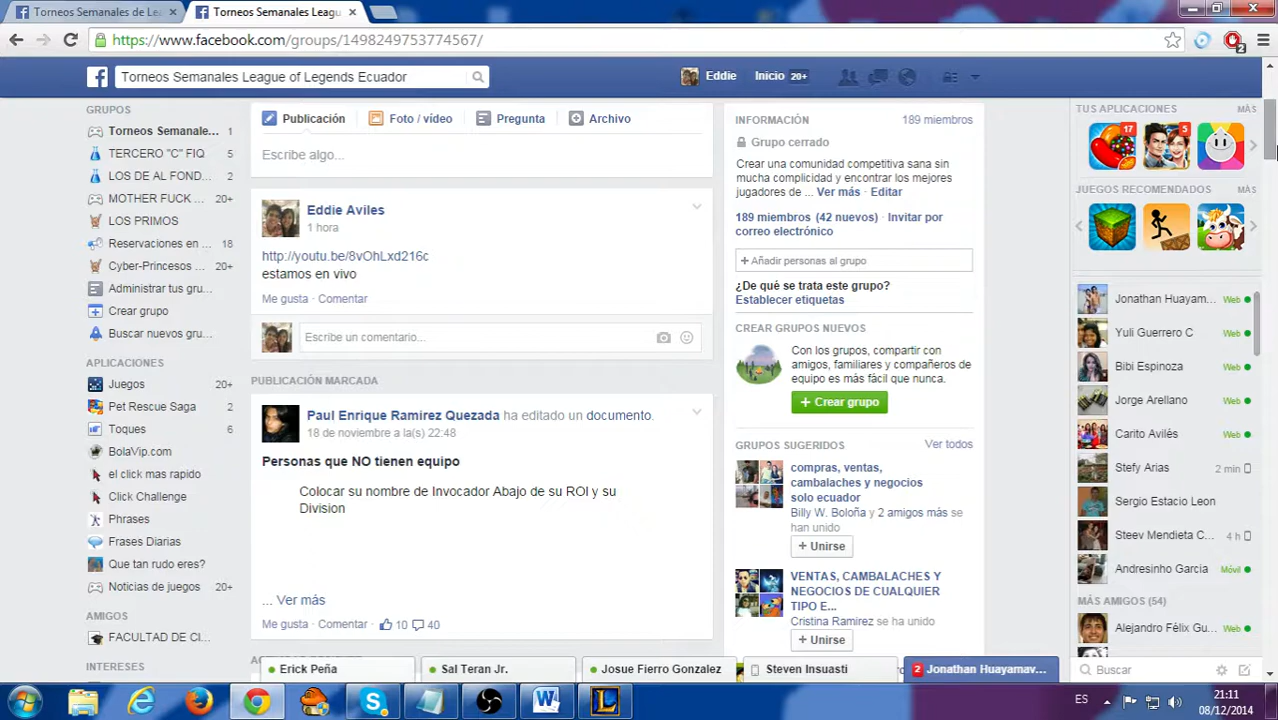 Torneos Semanales de Le
Torneos Semanales Leagu
https://www.facebook.com/groups/1498249753774567/
2
Torneos Semanales League of Legends Ecuador
Eddie
Inicio 20+
GRUPOS
Torneos Semanale... 1
TERCERO "C" FIQ 5
LOS DE AL FOND... 2
MOTHER FUCK ... 20+
LOS PRIMOS
Reservaciones en ... 18
Cyber-Princesos ... 20+
Administrar tus gru...
Crear grupo
Buscar nuevos gru...
APLICACIONES
Juegos 20+
Pet Rescue Saga 2
Toques 6
BolaVip.com
el click mas rapido
Click Challenge
Phrases
Frases Diarias
Que tan rudo eres?
Noticias de juegos 20+
AMIGOS
FACULTAD DE CI...
INTERESES
Publicación Foto / vídeo Pregunta Archivo
Escribe algo...
Eddie Aviles
1 hora
http://youtu.be/8vOhLxd216c
estamos en vivo
Me gusta · Comentar
Escribe un comentario...
PUBLICACIÓN MARCADA
Paul Enrique Ramirez Quezada ha editado un documento.
18 de noviembre a la(s) 22:48
Personas que NO tienen equipo
Colocar su nombre de Invocador Abajo de su ROl y su
Division
... Ver más
Me gusta · Comentar · 10 40
INFORMACIÓN 189 miembros
Grupo cerrado
Crear una comunidad competitiva sana sin
mucha complicidad y encontrar los mejores
jugadores de ... Ver más · Editar
189 miembros (42 nuevos) · Invitar por
correo electrónico
+ Añadir personas al grupo
¿De qué se trata este grupo?
Establecer etiquetas
CREAR GRUPOS NUEVOS
Con los grupos, compartir con
amigos, familiares y compañeros de
equipo es más fácil que nunca.
+ Crear grupo
GRUPOS SUGERIDOS Ver todos
compras, ventas,
cambalaches y negocios
solo ecuador
Billy W. Boloña y 2 amigos más se
han unido
+ Unirse
VENTAS, CAMBALACHES Y
NEGOCIOS DE CUALQUIER
TIPO E...
Cristina Ramirez se ha unido
+ Unirse
TUS APLICACIONES MÁS
17
5
JUEGOS RECOMENDADOS MÁS
Jonathan Huayam... Web
Yuli Guerrero C Web
Bibi Espinoza Web
Jorge Arellano Web
Carito Avilés Web
Stefy Arias 2 min
Sergio Estacio Leon
Steev Mendieta C... 4 h
Andresinho Garcia Móvil
MÁS AMIGOS (54)
Alejandro Fèlix Gu... Web
Buscar
Erick Peña
Sal Teran Jr.
Josue Fierro Gonzalez
Steven Insuasti
2 Jonathan Huayamav...
ES
21:11
08/12/2014